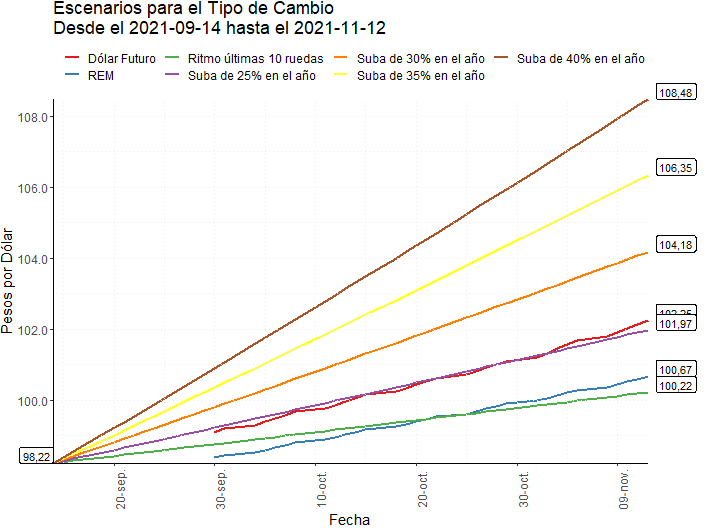 Escenarios para el Tipo de Cambio
Desde el 2021-09-14 hasta el 2021-11-12
Dólar Futuro
Ritmo últimas 10 ruedas
Suba de 30% en el año
Suba de 40% en el año
REM
Suba de 25% en el año
Suba de 35% en el año
108,48
108.0
106,35
106.0
104,18
104.0
102,25
101,97
102.0
100,67
100,22
100.0
98,22
Pesos por Dólar
20-sep.
30-sep.
10-oct.
20-oct.
30-oct.
09-nov.
Fecha